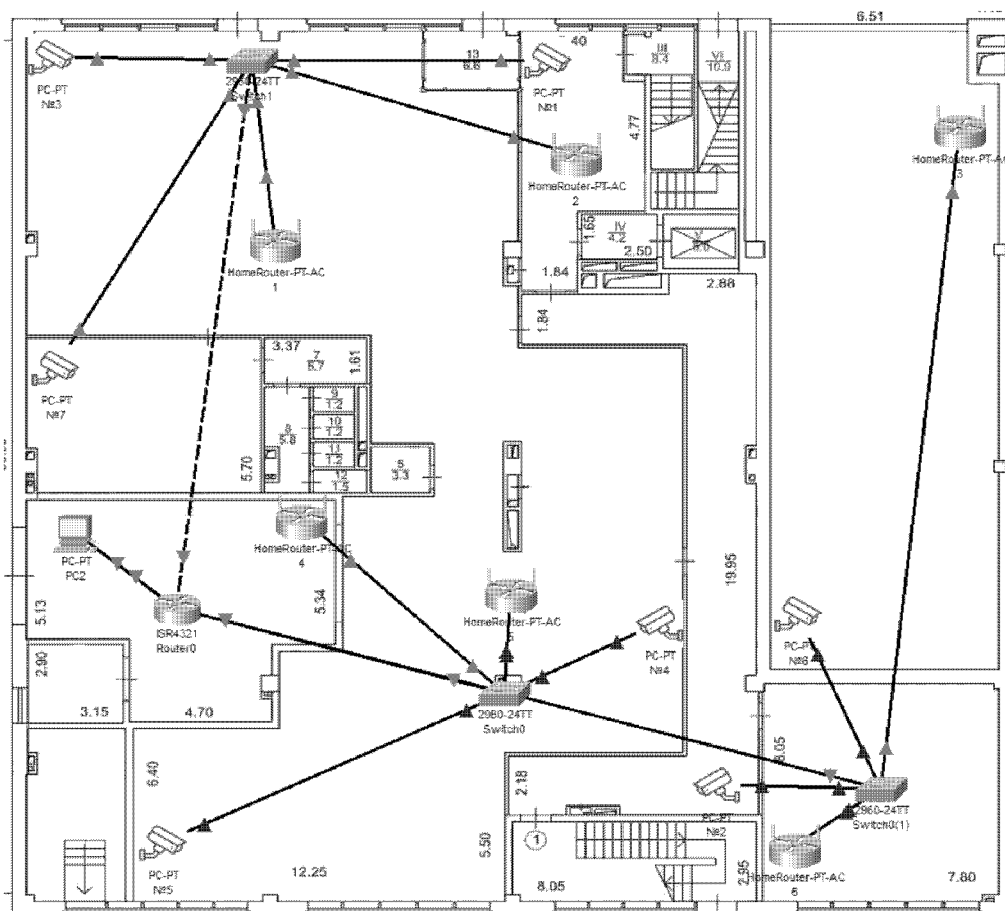 6.51
40
13
6.6
III
8.4
VI
10.9
PC-PT
№3
2960-24TT
Switch1
PC-PT
№1
4.77
HomeRouter-PT-AC
2
HomeRouter-PT-AC
3
1.65
IV
4.2
2.50
V
HomeRouter-PT-AC
1
1.84
2.88
1.84
3.37
7
5.7
1.61
PC-PT
№7
9
1.2
10
1.2
8
5.8
11
1.2
12
1.5
5
3.3
5.70
HomeRouter-PT-AC
4
PC-PT
PC2
19.95
5.13
5.34
HomeRouter-PT-AC
5
ISR4321
Router0
PC-PT
№4
PC-PT
№6
2.90
3.15
4.70
2960-24TT
Switch0
6.05
6.40
2.18
PC-PT
№2
2960-24TT
Switch0(1)
1
5.50
PC-PT
№5
12.25
8.05
2.95
HomeRouter-PT-AC
6
7.80